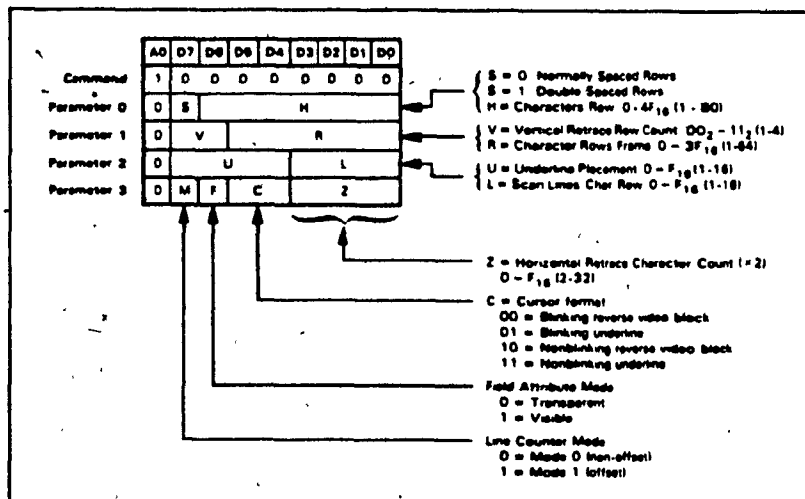 A0 D7 D6 D5 D4 D3 D2 D1 D0
Command 1 0 0 0 0 0 0 0 0
Parameter 0 0 S H
Parameter 1 0 V R
Parameter 2 0 U L
Parameter 3 0 M F C Z
S = 0 Normally Spaced Rows
S = 1 Double Spaced Rows
H = Characters Row 0-4F16 (1 - 80)
V = Vertical Retrace Row Count 002 - 112 (1-4)
R = Character Rows Frame 0 - 3F16 (1-64)
U = Underline Placement 0 - F16 (1-16)
L = Scan Lines Char Row 0 - F16 (1-16)
Z = Horizontal Retrace Character Count (×2)
0 - F16 (2-32)
C = Cursor format
00 = Blinking reverse video block
01 = Blinking underline
10 = Nonblinking reverse video block
11 = Nonblinking underline
Field Attribute Mode
0 = Transparent
1 = Visible
Line Counter Mode
0 = Mode 0 (non-offset)
1 = Mode 1 (offset)